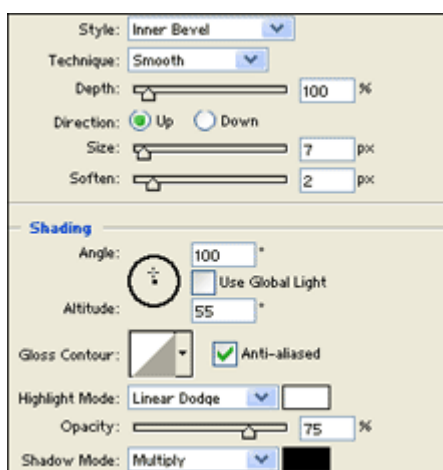 Style: Inner Bevel
Technique: Smooth
Depth: 100 %
Direction: Up Down
Size: 7 px
Soften: 2 px
Shading
Angle: 100 °
Use Global Light
Altitude: 55 °
Gloss Contour: Anti-aliased
Highlight Mode: Linear Dodge
Opacity: 75 %
Shadow Mode: Multiply